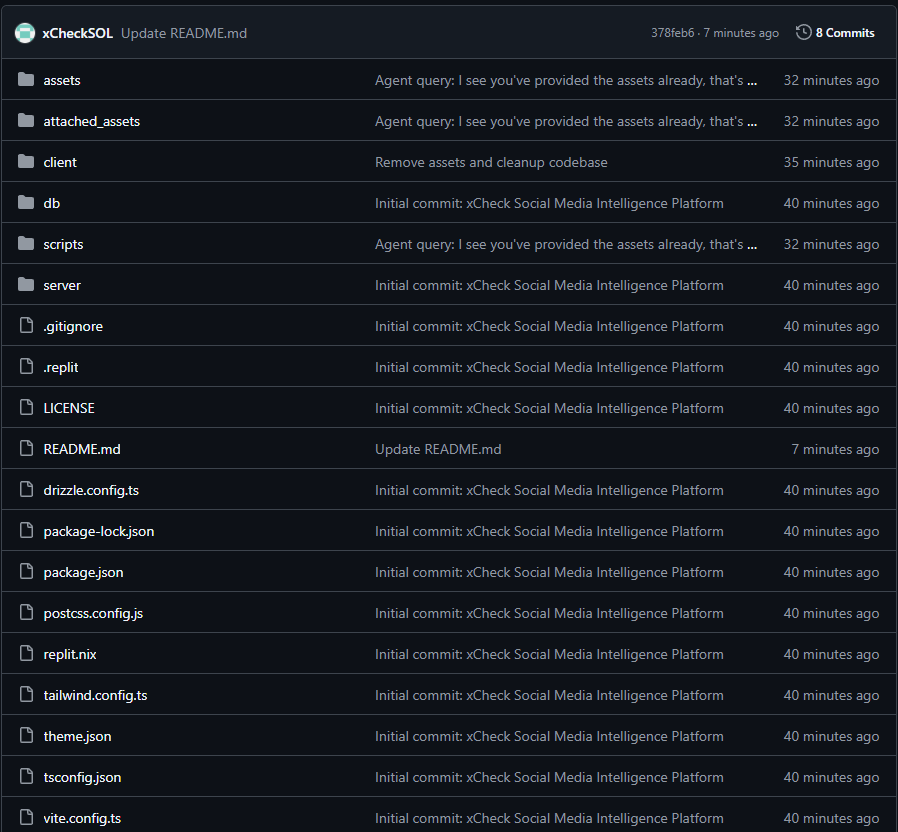 xCheckSOL Update README.md 378feb6 · 7 minutes ago 8 Commits
assets Agent query: I see you've provided the assets already, that's ... 32 minutes ago
attached_assets Agent query: I see you've provided the assets already, that's ... 32 minutes ago
client Remove assets and cleanup codebase 35 minutes ago
db Initial commit: xCheck Social Media Intelligence Platform 40 minutes ago
scripts Agent query: I see you've provided the assets already, that's ... 32 minutes ago
server Initial commit: xCheck Social Media Intelligence Platform 40 minutes ago
.gitignore Initial commit: xCheck Social Media Intelligence Platform 40 minutes ago
.replit Initial commit: xCheck Social Media Intelligence Platform 40 minutes ago
LICENSE Initial commit: xCheck Social Media Intelligence Platform 40 minutes ago
README.md Update README.md 7 minutes ago
drizzle.config.ts Initial commit: xCheck Social Media Intelligence Platform 40 minutes ago
package-lock.json Initial commit: xCheck Social Media Intelligence Platform 40 minutes ago
package.json Initial commit: xCheck Social Media Intelligence Platform 40 minutes ago
postcss.config.js Initial commit: xCheck Social Media Intelligence Platform 40 minutes ago
replit.nix Initial commit: xCheck Social Media Intelligence Platform 40 minutes ago
tailwind.config.ts Initial commit: xCheck Social Media Intelligence Platform 40 minutes ago
theme.json Initial commit: xCheck Social Media Intelligence Platform 40 minutes ago
tsconfig.json Initial commit: xCheck Social Media Intelligence Platform 40 minutes ago
vite.config.ts Initial commit: xCheck Social Media Intelligence Platform 40 minutes ago